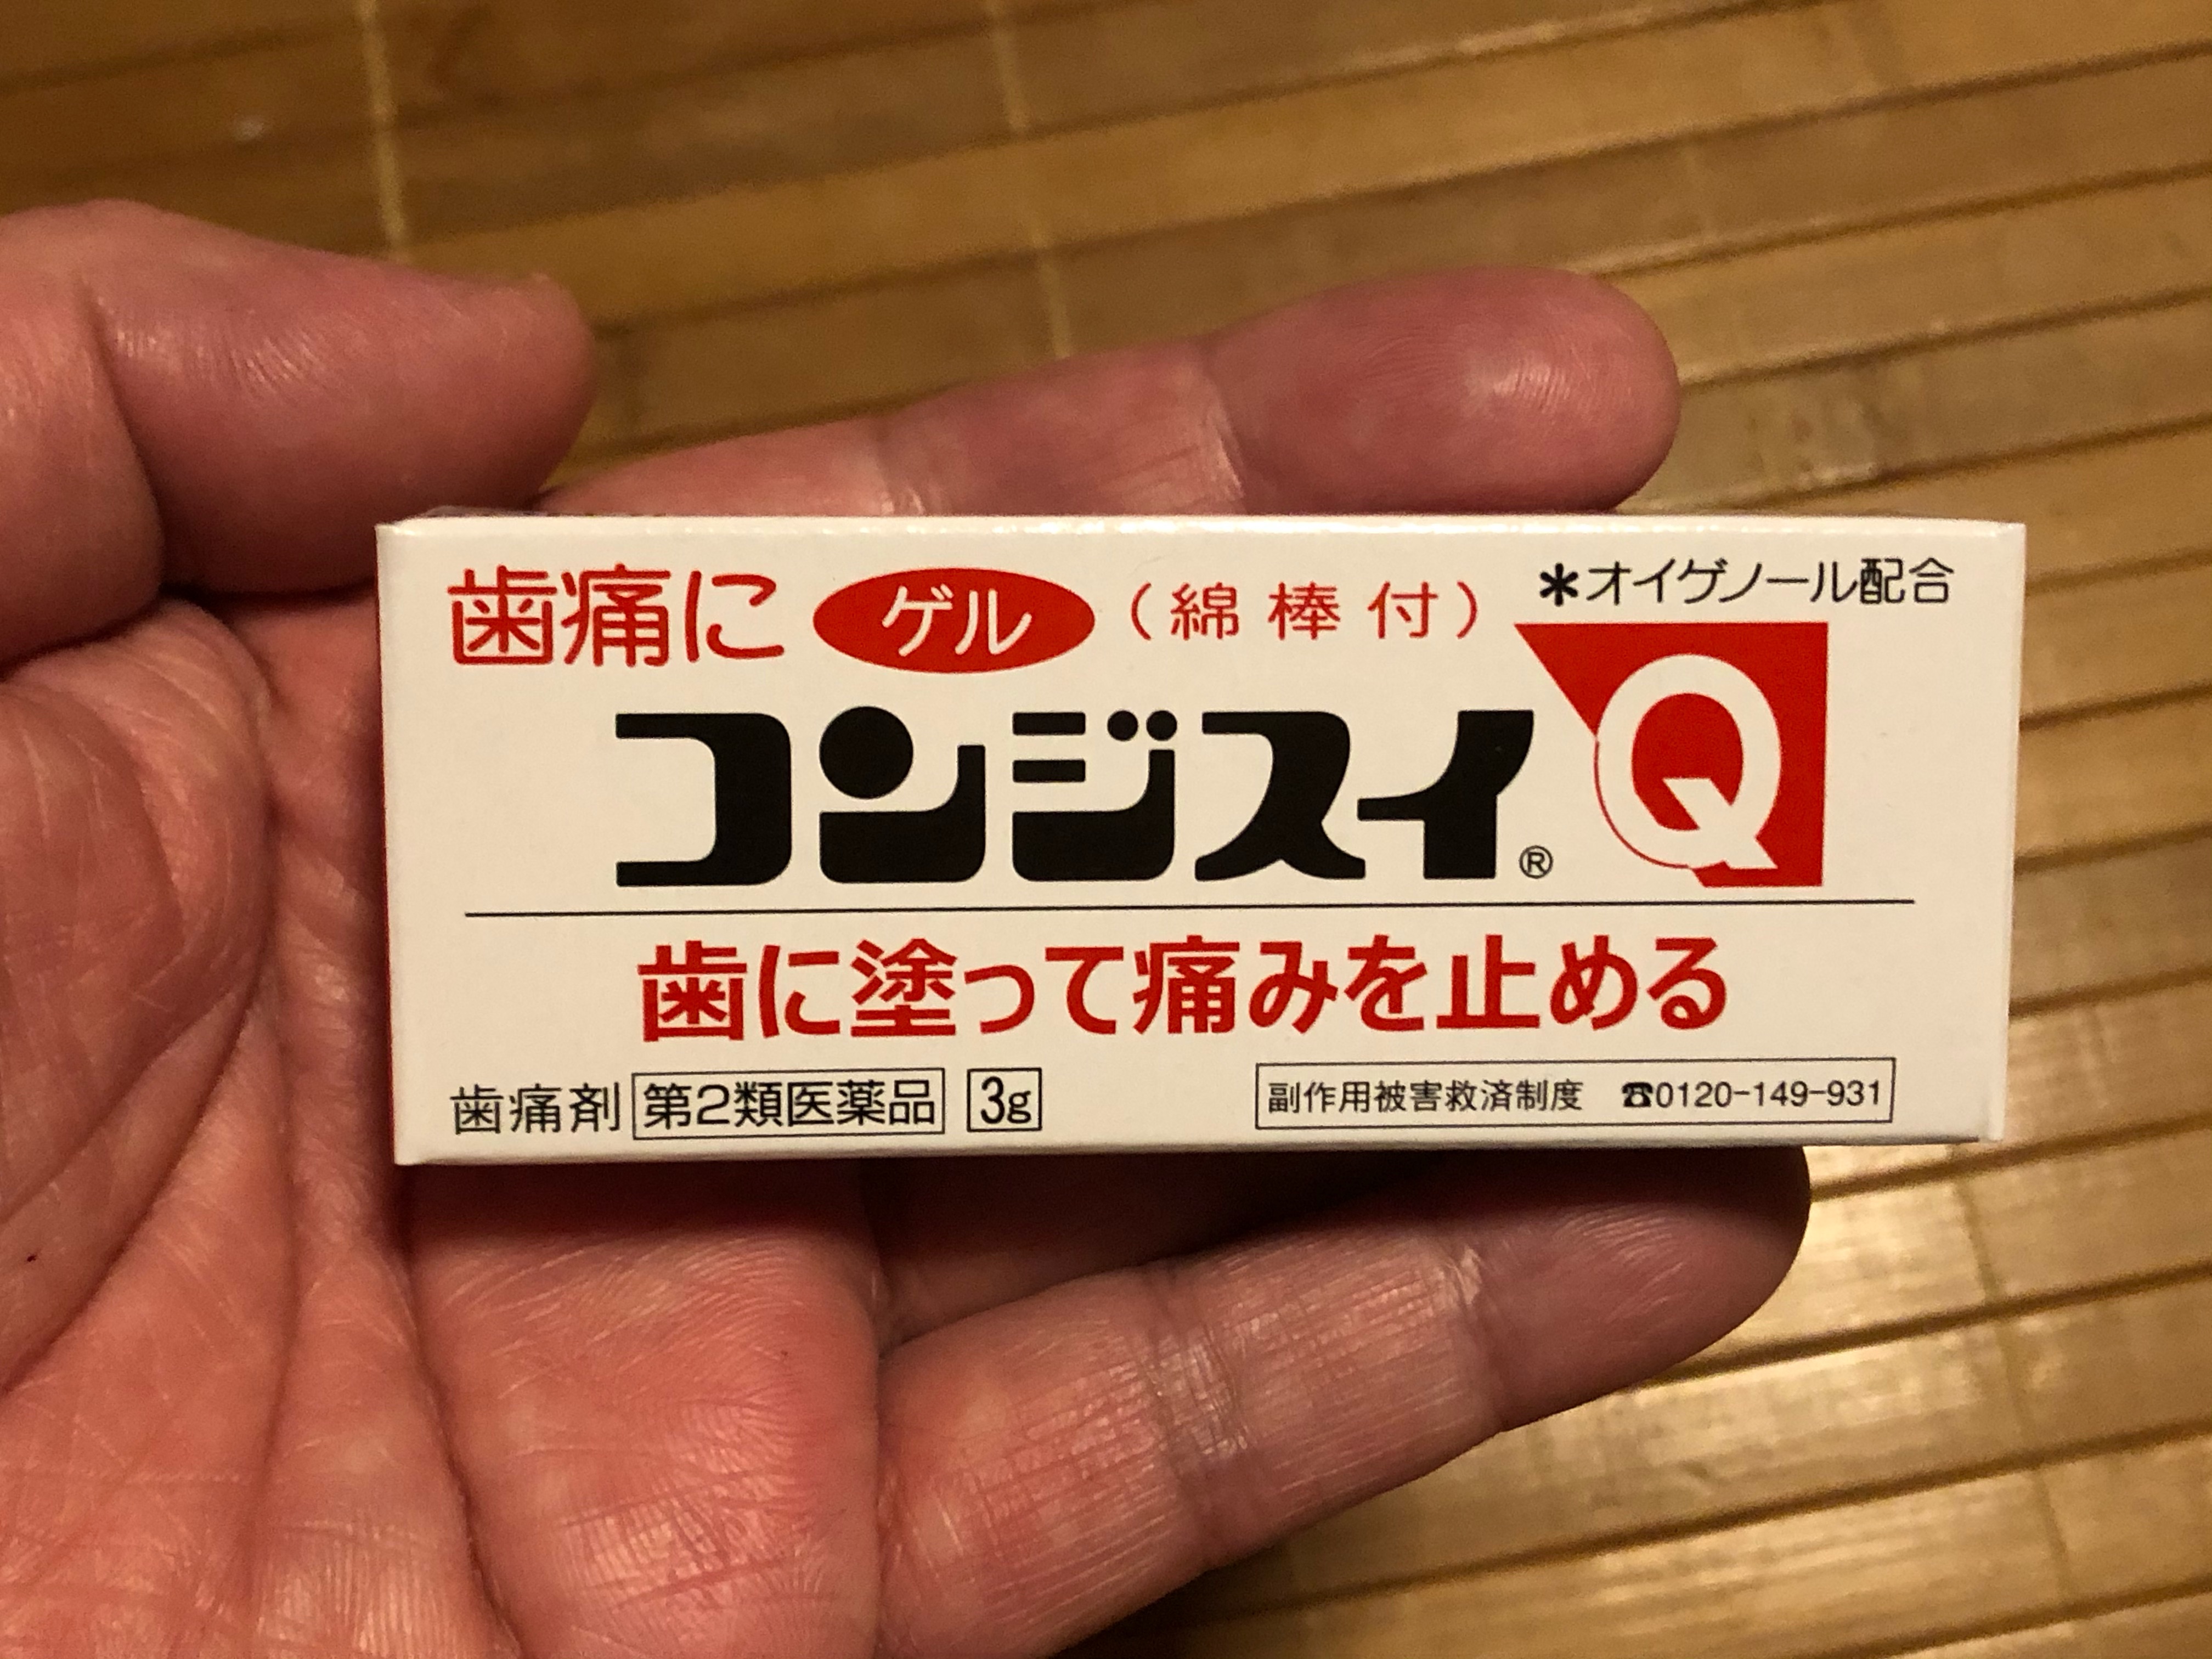 歯痛に ゲル (綿棒付) *オイゲノール配合
コンジスイ® Q
歯に塗って痛みを止める
歯痛剤 第2類医薬品 3g 副作用被害救済制度 ☎0120-149-931